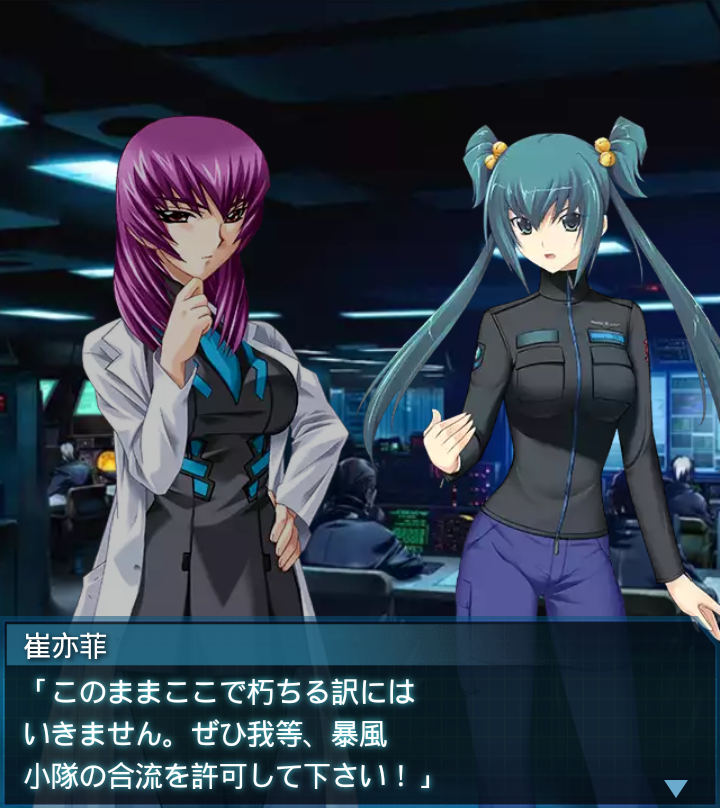 崔亦菲
「このままここで朽ちる訳には
いきません。ぜひ我等、暴風
小隊の合流を許可して下さい！」